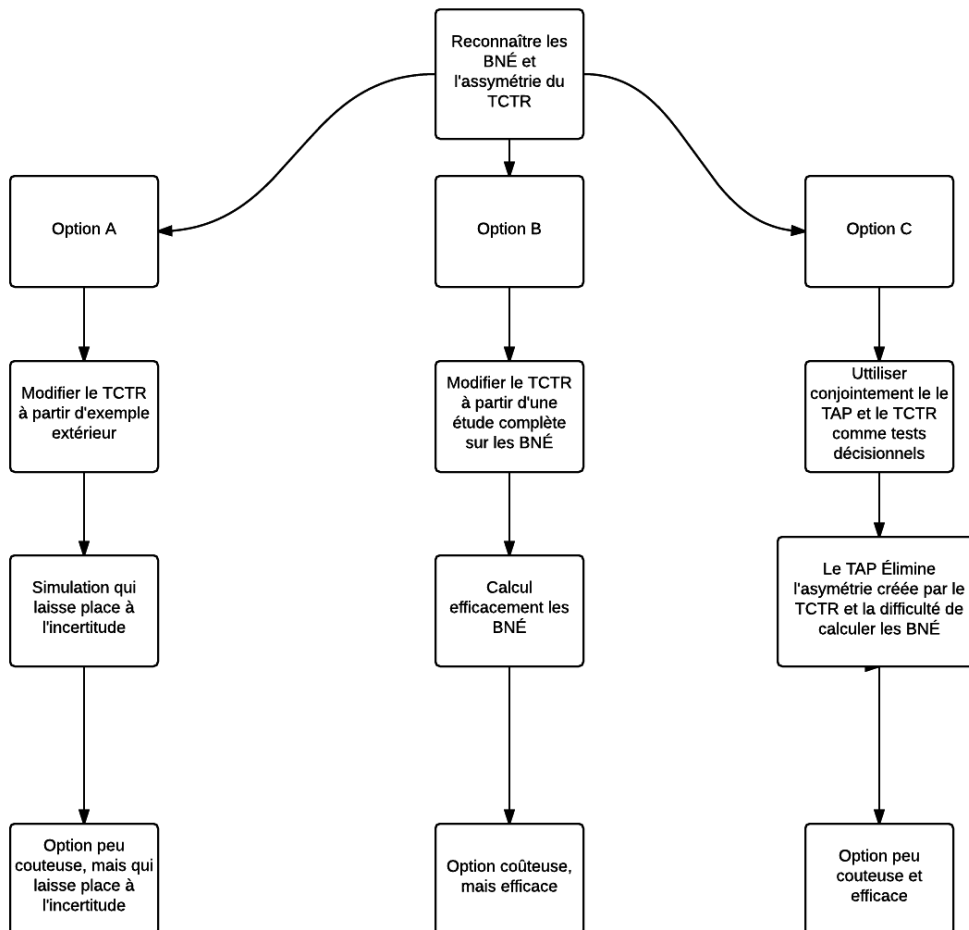 Reconnaître les
BNÉ et
l'assymétrie du
TCTR
Option A
Option B
Option C
Modifier le TCTR
à partir d'exemple
extérieur
Modifier le TCTR
à partir d'une
étude complète
sur les BNÉ
Uttiliser
conjointement le le
TAP et le TCTR
comme tests
décisionnels
Simulation qui
laisse place à
l'incertitude
Calcul
efficacement les
BNÉ
Le TAP Élimine
l'asymétrie créée par le
TCTR et la difficulté de
calculer les BNÉ
Option peu
couteuse, mais qui
laisse place à
l'incertitude
Option coûteuse,
mais efficace
Option peu
couteuse et
efficace